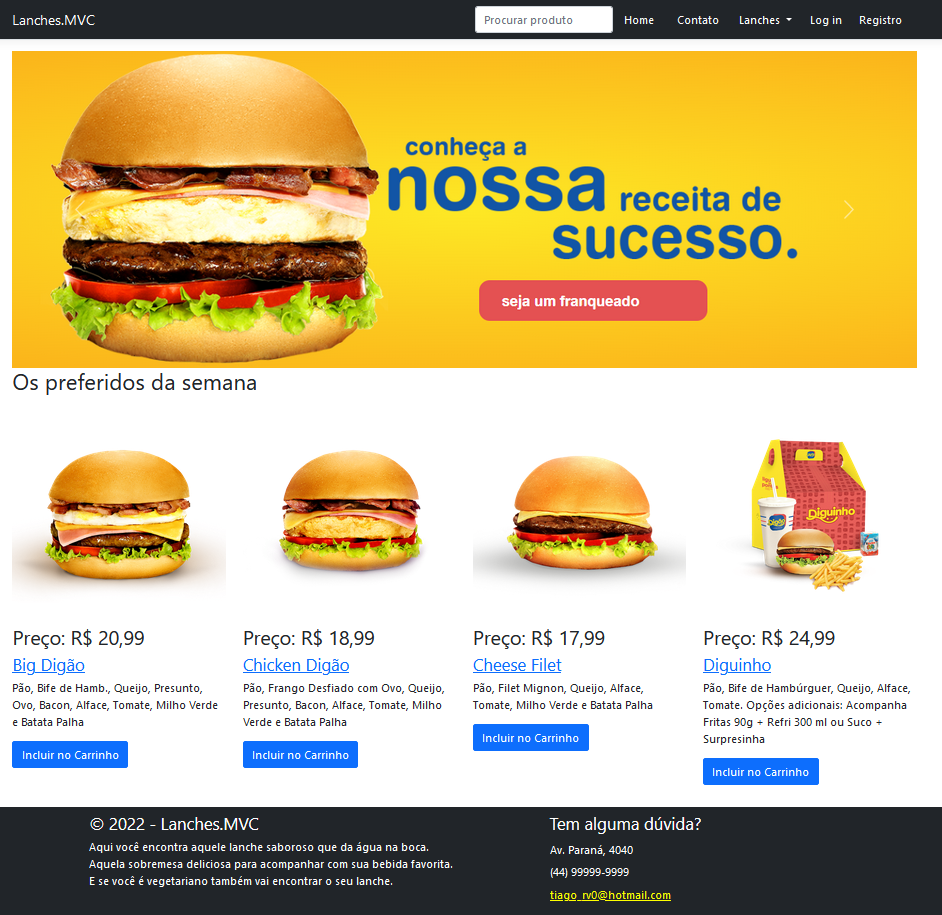 Lanches.MVC
Procurar produto
Home
Contato
Lanches
Log in
Registro
conheça a
nossa receita de
sucesso.
seja um franqueado
Os preferidos da semana
Diguinho
Preço: R$ 20,99
Big Digão
Pão, Bife de Hamb., Queijo, Presunto,
Ovo, Bacon, Alface, Tomate, Milho Verde
e Batata Palha
Incluir no Carrinho
Preço: R$ 18,99
Chicken Digão
Pão, Frango Desfiado com Ovo, Queijo,
Presunto, Bacon, Alface, Tomate, Milho
Verde e Batata Palha
Incluir no Carrinho
Preço: R$ 17,99
Cheese Filet
Pão, Filet Mignon, Queijo, Alface,
Tomate, Milho Verde e Batata Palha
Incluir no Carrinho
Preço: R$ 24,99
Diguinho
Pão, Bife de Hambúrguer, Queijo, Alface,
Tomate. Opções adicionais: Acompanha
Fritas 90g + Refri 300 ml ou Suco +
Surpresinha
Incluir no Carrinho
© 2022 - Lanches.MVC
Aqui você encontra aquele lanche saboroso que da água na boca.
Aquela sobremesa deliciosa para acompanhar com sua bebida favorita.
E se você é vegetariano também vai encontrar o seu lanche.
Tem alguma dúvida?
Av. Paraná, 4040
(44) 99999-9999
tiago_rv0@hotmail.com